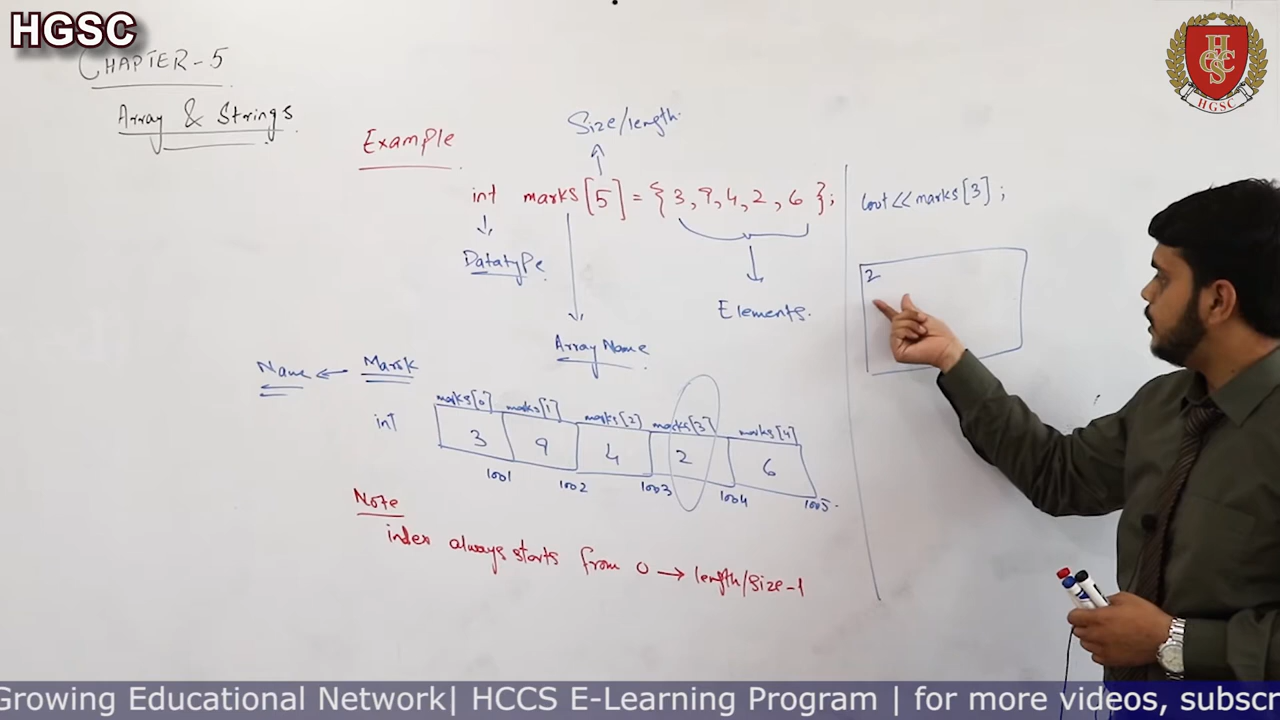 HGSC
CHAPTER-5
Array & Strings
Example
Size/length
int marks[5] = {3,9,4,2,6};
Datatype
Array Name
Elements.
cout<<marks[3];
2
HGSC
HGSC
Name ← Marsk
int
marks[0] marks[1] marks[2] marks[3] marks[4]
3 9 4 2 6
1001 1002 1003 1004 1005.
Note
index always starts from 0 → length/size-1
Growing Educational Network| HCCS E-Learning Program | for more videos, subscr